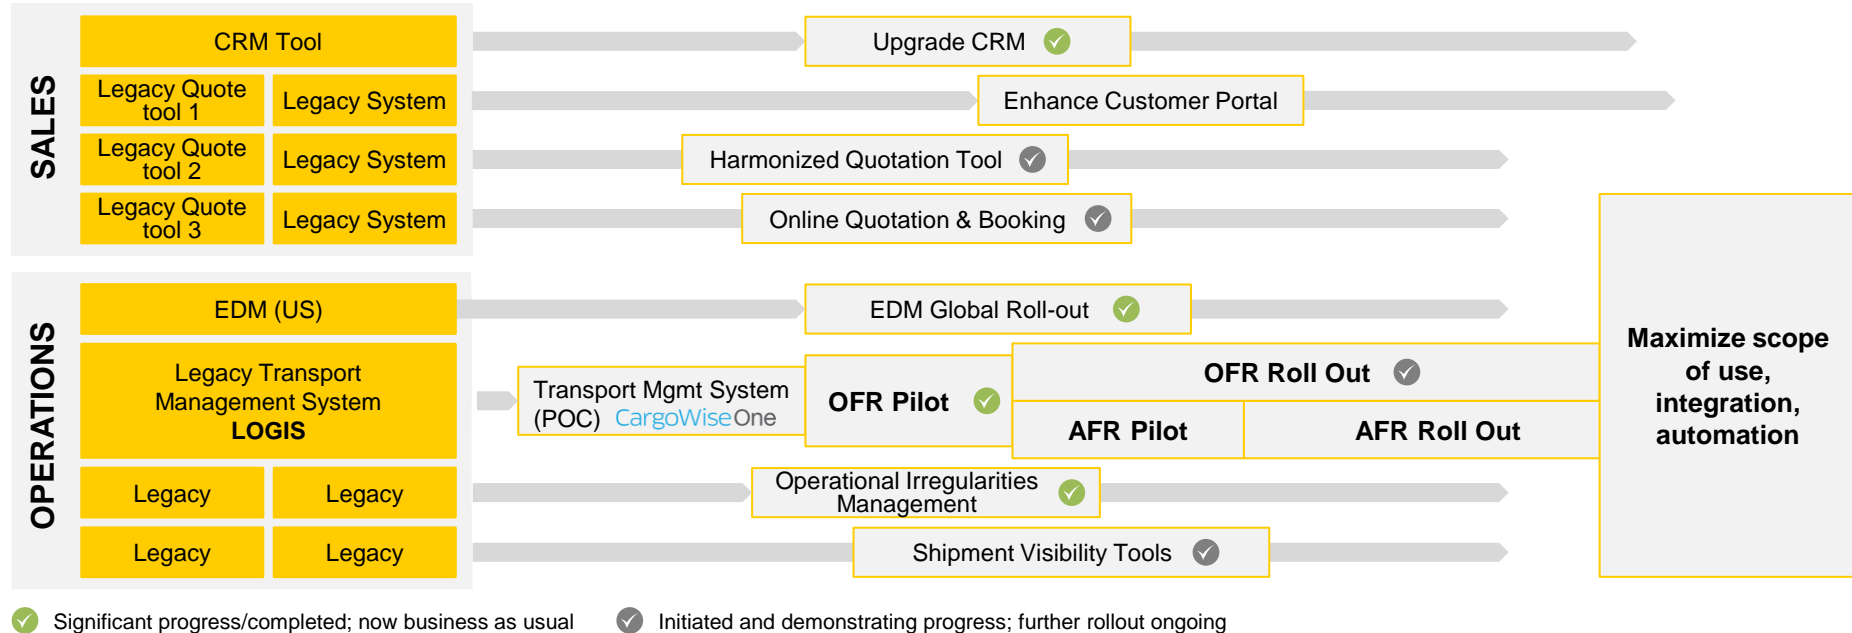 SALES
CRM Tool
Upgrade CRM
Legacy Quote
tool 1
Legacy System
Enhance Customer Portal
Legacy Quote
tool 2
Legacy System
Harmonized Quotation Tool
Legacy Quote
tool 3
Legacy System
Online Quotation & Booking
OPERATIONS
EDM (US)
EDM Global Roll-out
Legacy Transport
Management System
LOGIS
Transport Mgmt System
(POC) CargoWiseOne
OFR Pilot
OFR Roll Out
AFR Pilot
AFR Roll Out
Legacy
Legacy
Operational Irregularities
Management
Legacy
Legacy
Shipment Visibility Tools
Maximize scope
of use,
integration,
automation
Significant progress/completed; now business as usual
Initiated and demonstrating progress; further rollout ongoing